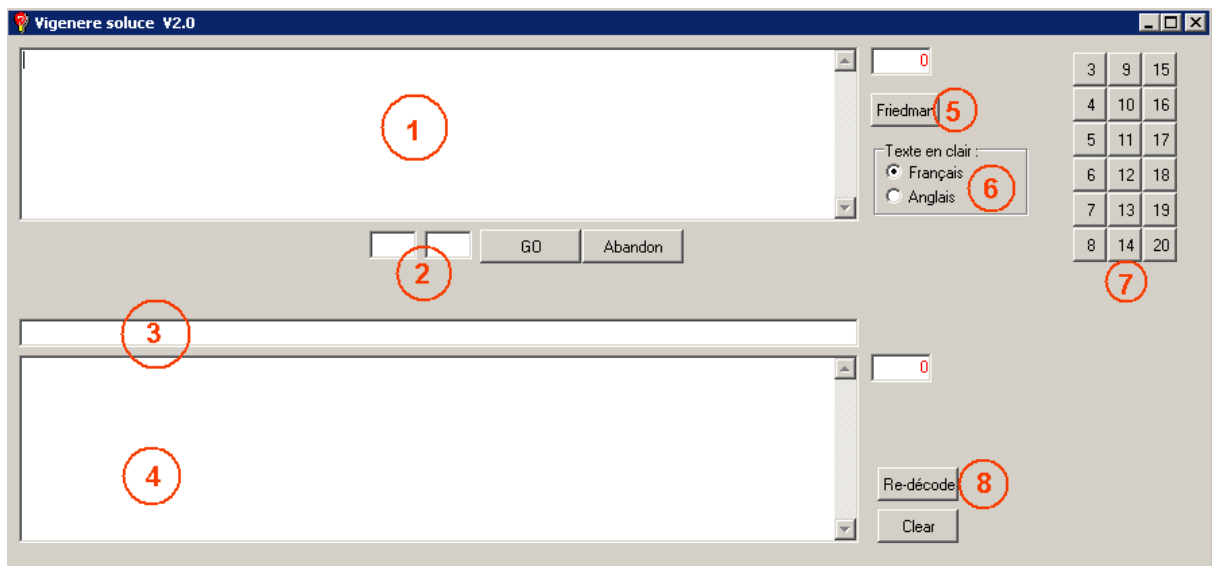 Vigenere soluce V2.0
0
3 9 15
Friedman 5
4 10 16
1
5 11 17
Texte en clair :
Français
6
6 12 18
Anglais
7 13 19
GO Abandon
8 14 20
2
7
3
0
4
Re-décode 8
Clear